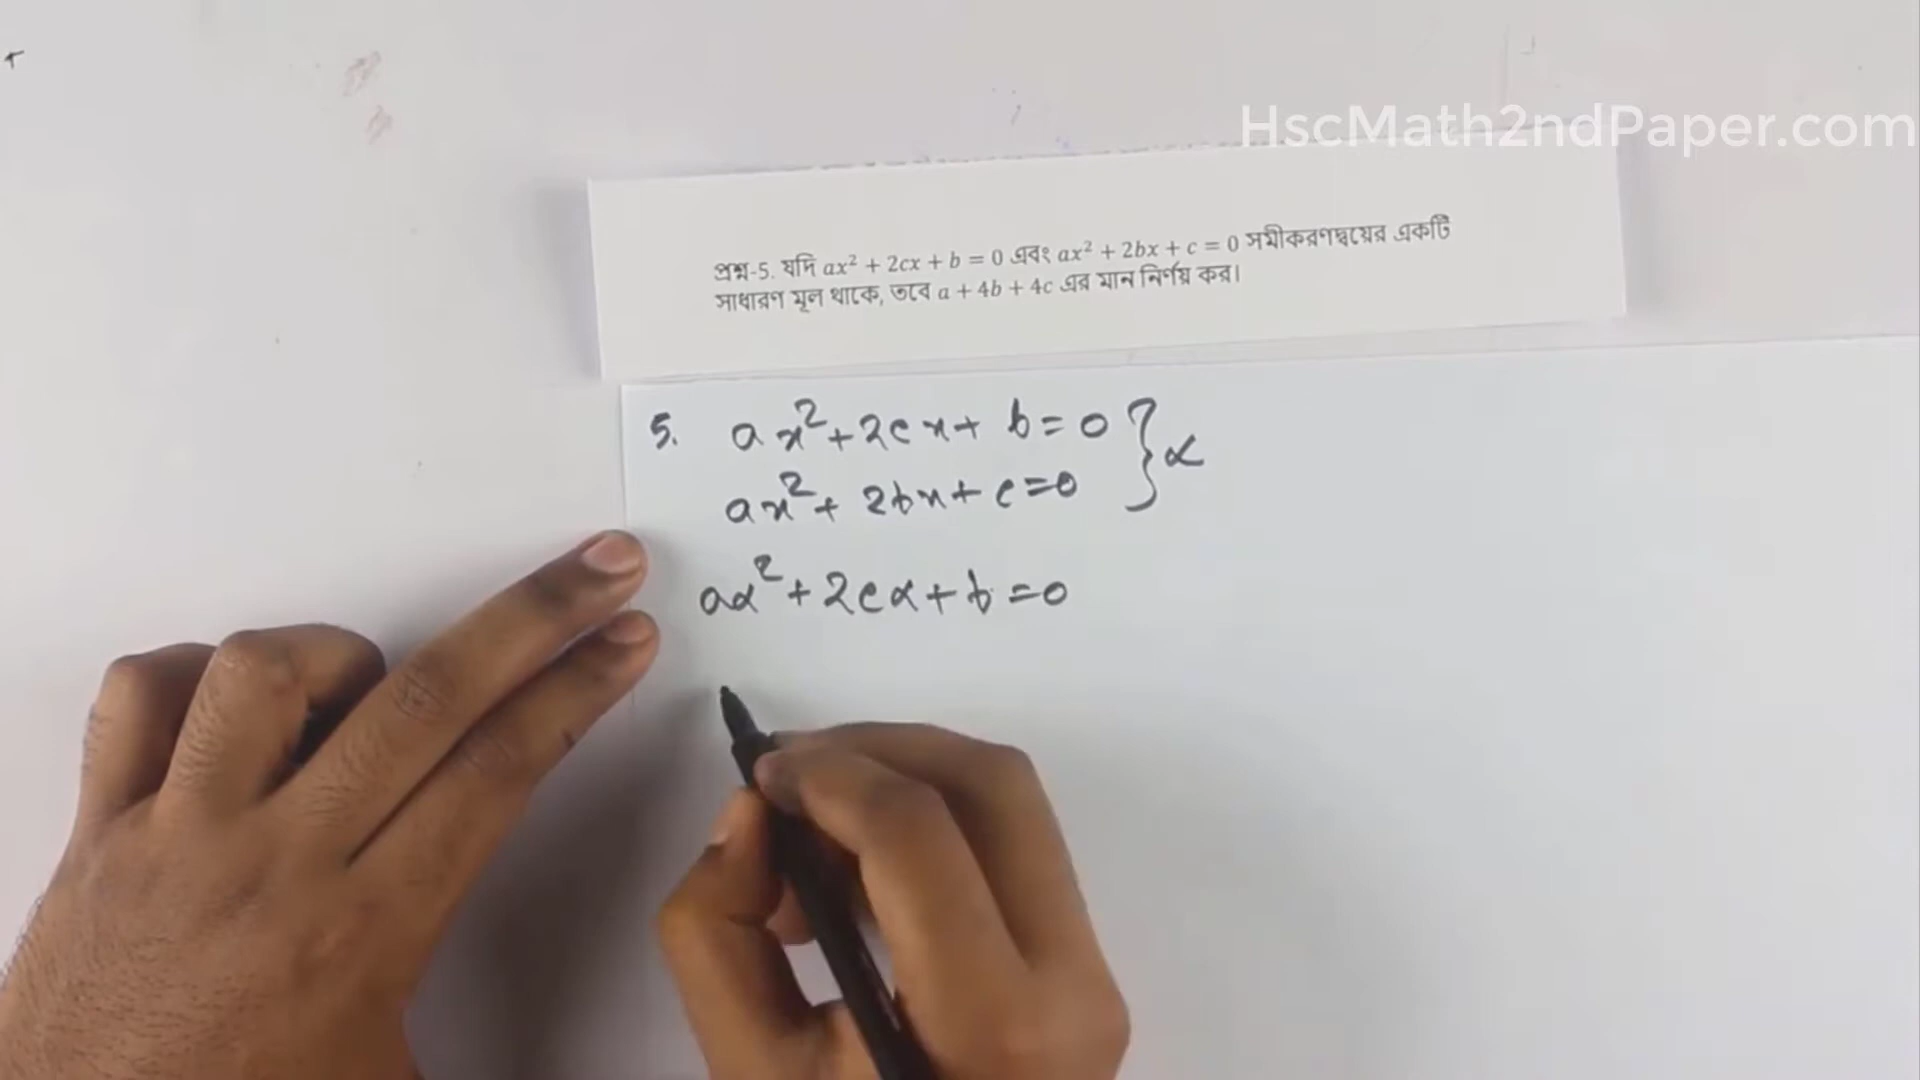 HscMath2ndPaper.com
প্রশ্ন-5. যদি ax² + 2cx + b = 0 এবং ax² + 2bx + c = 0 সমীকরণদ্বয়ের একটি
সাধারণ মূল থাকে, তবে a + 4b + 4c এর মান নির্ণয় কর।
5. ax² + 2cx + b = 0 } α
ax² + 2bx + c = 0
aα² + 2cα + b = 0